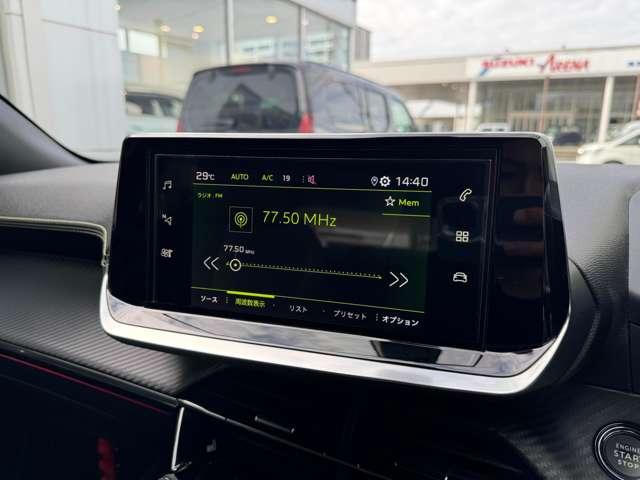 SUZUKI ARENA
29℃ AUTO A/C 19 14:40
ラジオ:FM
Mem
77.50 MHz
77.50 MHz
N
ソース 周波数表示 リスト プリセット オプション
ENGINE
START
STOP